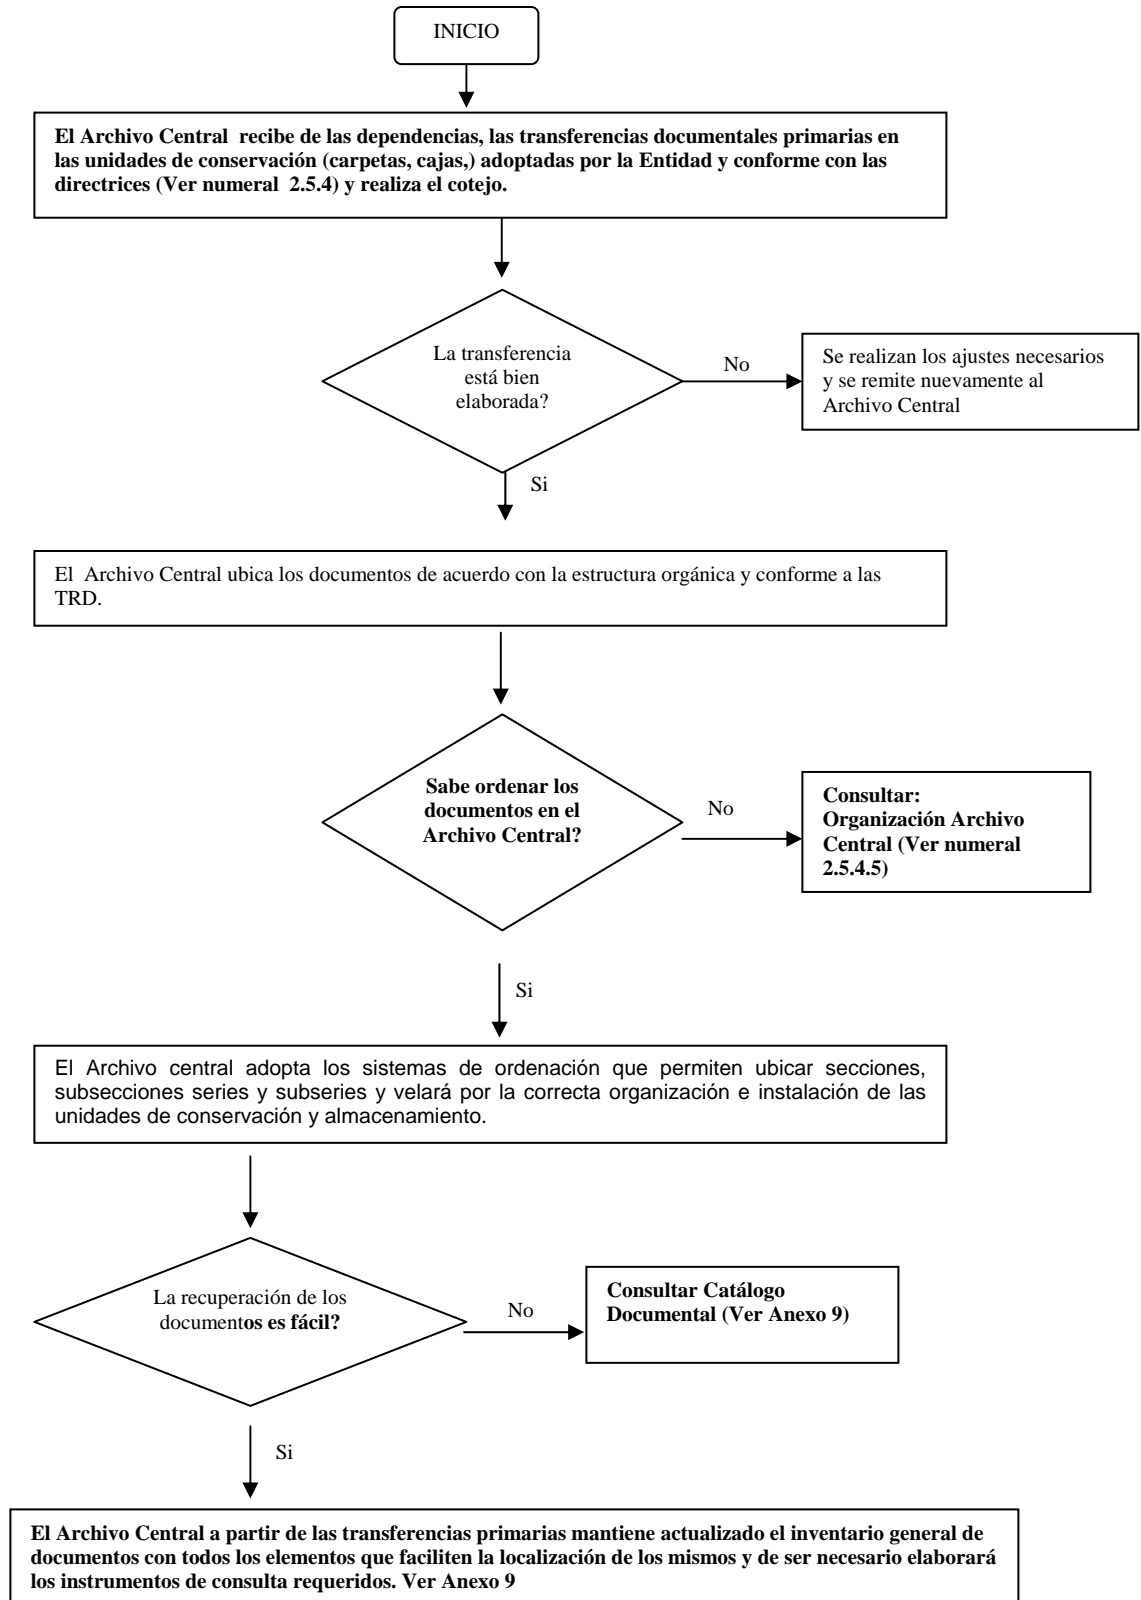 INICIO
El Archivo Central  recibe de las dependencias, las transferencias documentales primarias en
las unidades de conservación (carpetas, cajas,) adoptadas por la Entidad y conforme con las
directrices (Ver numeral  2.5.4) y realiza el cotejo.
La transferencia
está bien
elaborada?
No
Se realizan los ajustes necesarios
y se remite nuevamente al
Archivo Central
Si
El  Archivo Central ubica los documentos de acuerdo con la estructura orgánica y conforme a las
TRD.
Sabe ordenar los
documentos en el
Archivo Central?
No
Consultar:
Organización Archivo
Central (Ver numeral
2.5.4.5)
Si
El Archivo central adopta los sistemas de ordenación que permiten ubicar secciones,
subsecciones series y subseries y velará por la correcta organización e instalación de las
unidades de conservación y almacenamiento.
La recuperación de los
documentos es fácil?
No
Consultar Catálogo
Documental (Ver Anexo 9)
Si
El Archivo Central a partir de las transferencias primarias mantiene actualizado el inventario general de
documentos con todos los elementos que faciliten la localización de los mismos y de ser necesario elaborará
los instrumentos de consulta requeridos. Ver Anexo 9